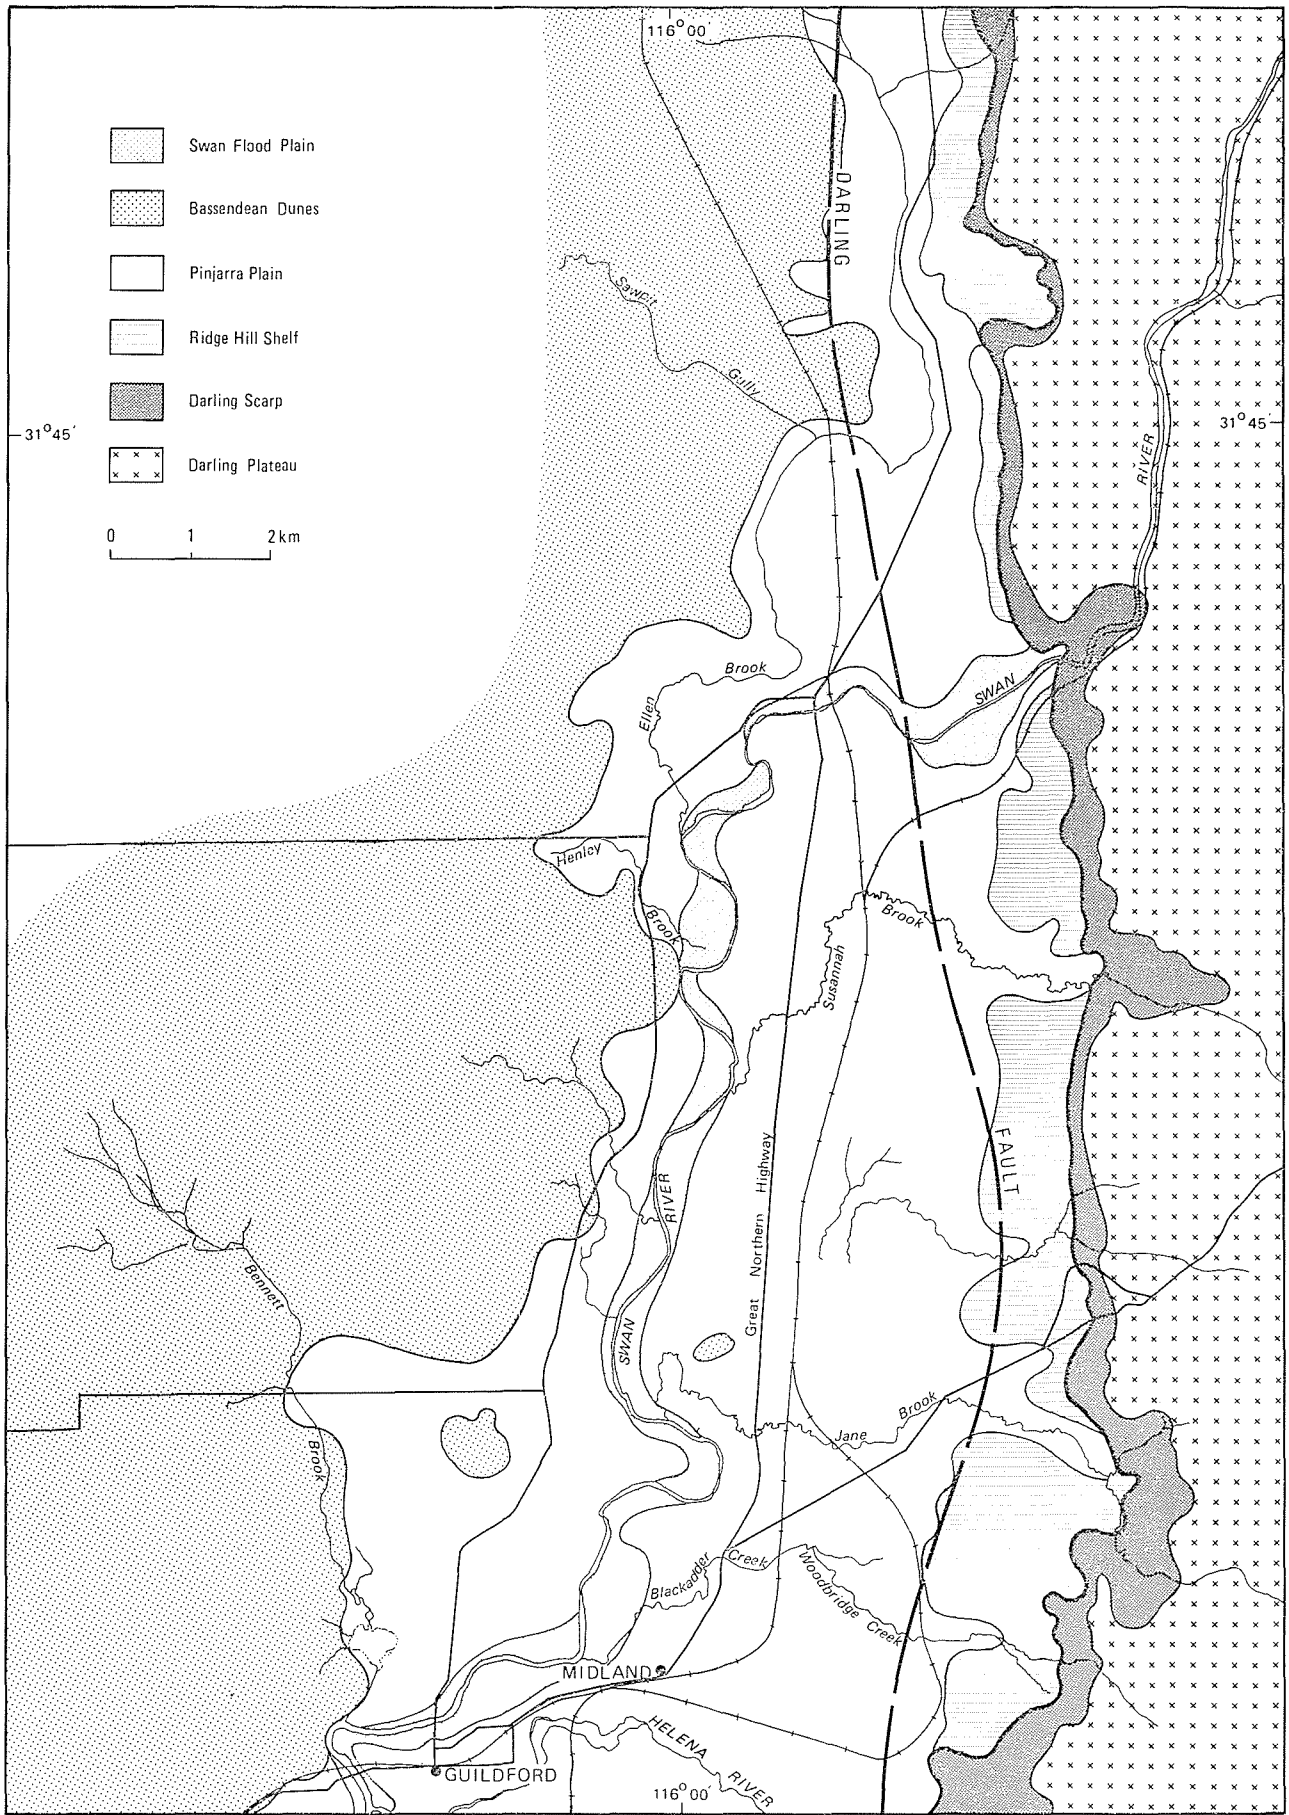 116°00'
Swan Flood Plain
Bassendean Dunes
Pinjarra Plain
Ridge Hill Shelf
Darling Scarp
Darling Plateau
0 1 2 km
31°45'
31°45'
DARLING
Sawpit
Gully
RIVER
Brook
Ellen
SWAN
Henley
Brook
Brook
Susannah
FAULT
RIVER
Great Northern Highway
Bennett
SWAN
Brook
Jane
Brook
Blackadder
Creek
Woodbridge
Creek
MIDLAND
HELENA
RIVER
GUILDFORD
116°00'